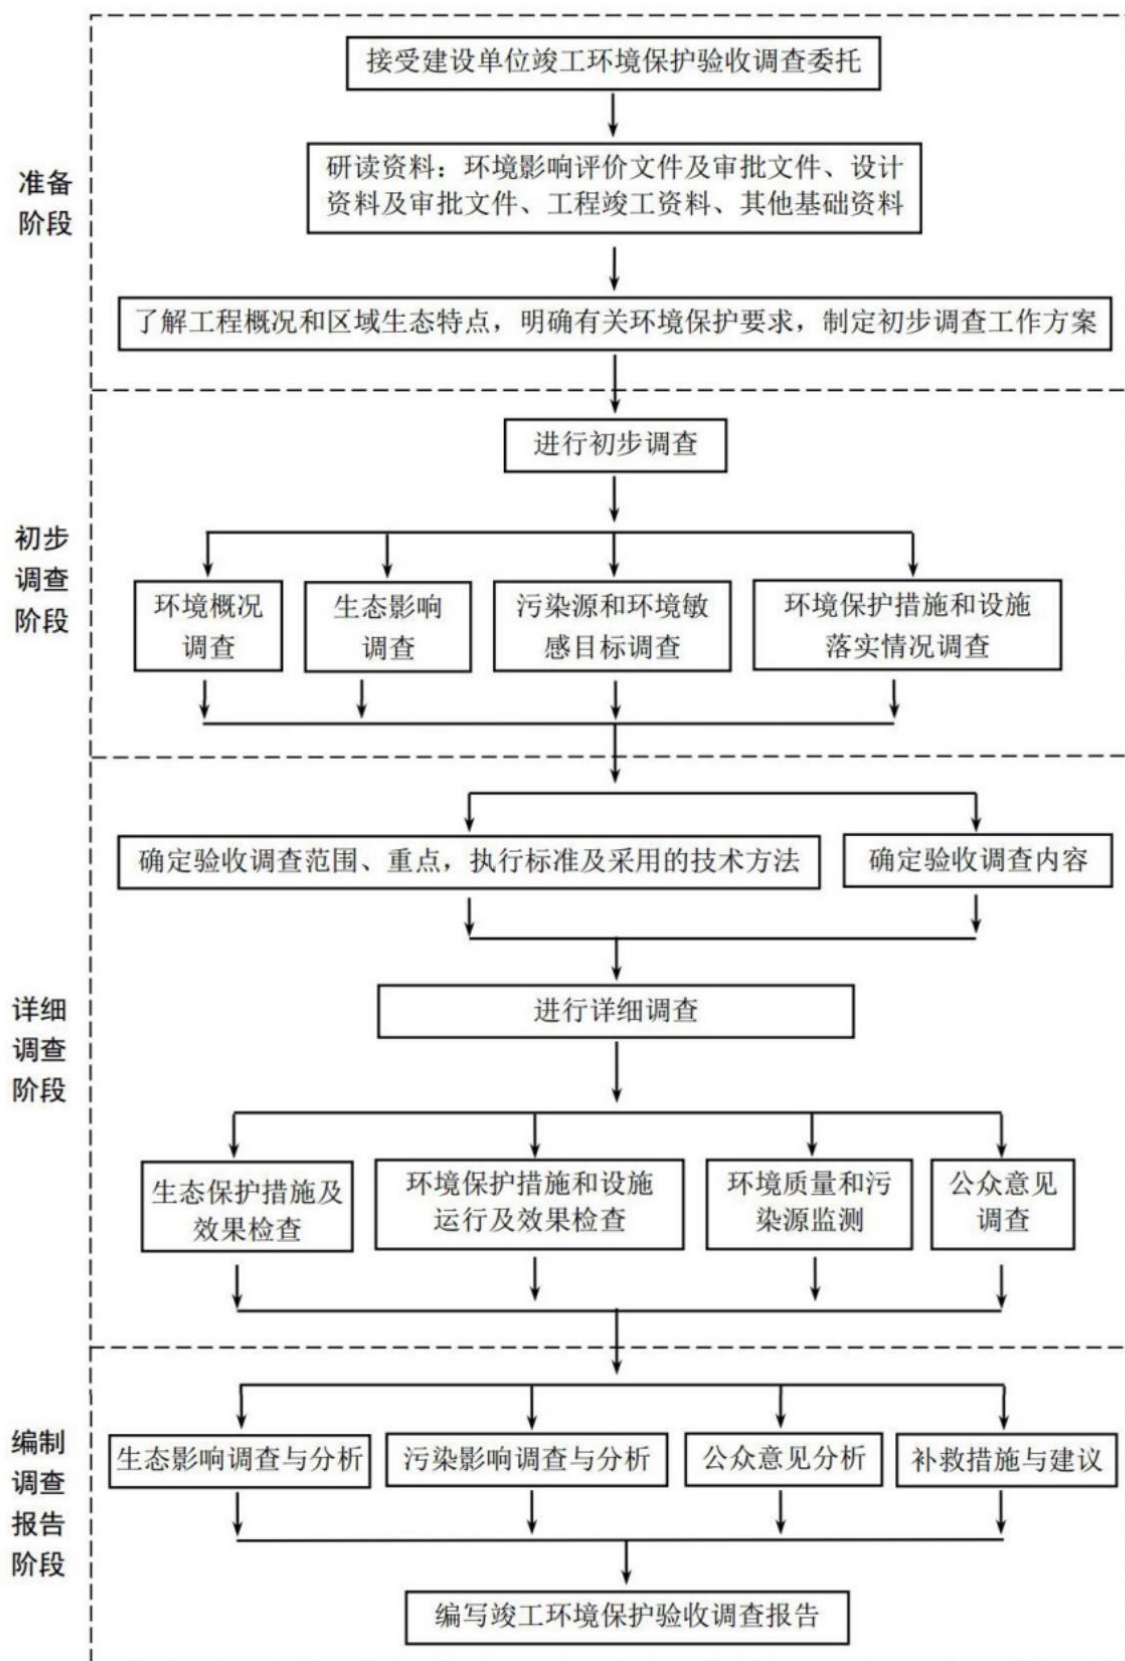 接受建设单位竣工环境保护验收调查委托
准备
阶段
研读资料：环境影响评价文件及审批文件、设计
资料及审批文件、工程竣工资料、其他基础资料
了解工程概况和区域生态特点，明确有关环境保护要求，制定初步调查工作方案
初步
调查
阶段
进行初步调查
环境概况
调查
生态影响
调查
污染源和环境敏
感目标调查
环境保护措施和设施
落实情况调查
详细
调查
阶段
确定验收调查范围、重点，执行标准及采用的技术方法
确定验收调查内容
进行详细调查
生态保护措施及
效果检查
环境保护措施和设施
运行及效果检查
环境质量和污
染源监测
公众意见
调查
编制
调查
报告
阶段
生态影响调查与分析
污染影响调查与分析
公众意见分析
补救措施与建议
编写竣工环境保护验收调查报告